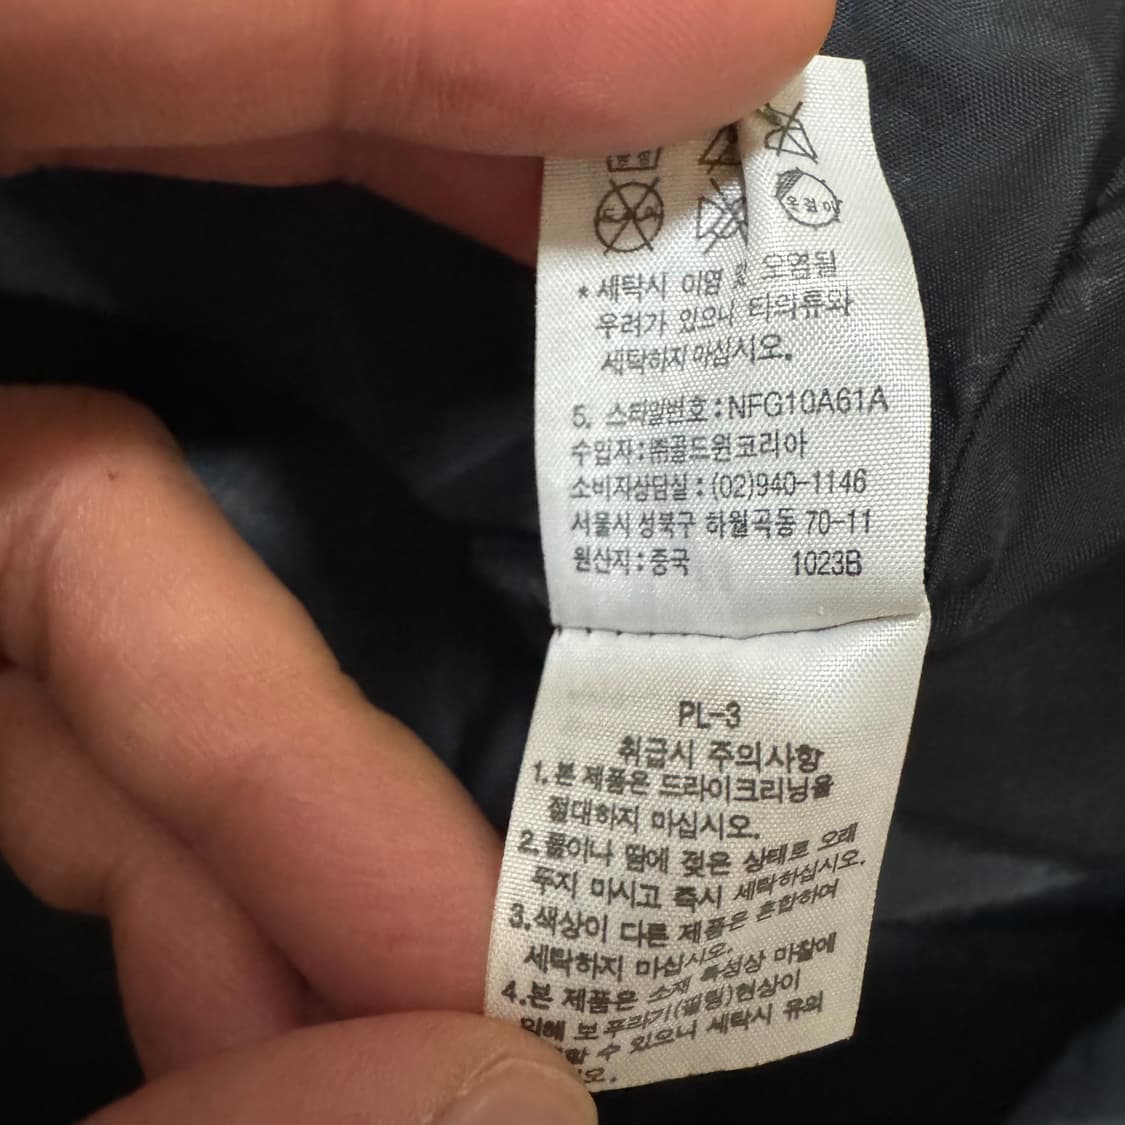 옷걸이
*세탁시 이염 및 오염될
우려가 있으니 타의류와
세탁하지 마십시오.
5. 스타일번호:NFG10A61A
수입자:㈜골드윈코리아
소비자상담실:(02)940-1146
서울시 성북구 하월곡동 70-11
원산지:중국 1023B
PL-3
취급시 주의사항
1.본 제품은 드라이크리닝을
절대하지 마십시오.
2.물이나 땀에 젖은 상태로 오래
두지 마시고 즉시 세탁하십시오.
3.색상이 다른 제품은 혼합하여
세탁하지 마십시오.
4.본 제품은 소재 특성상 마찰에
의해 보푸라기(필링)현상이
할 수 있으니 세탁시 유의
오.